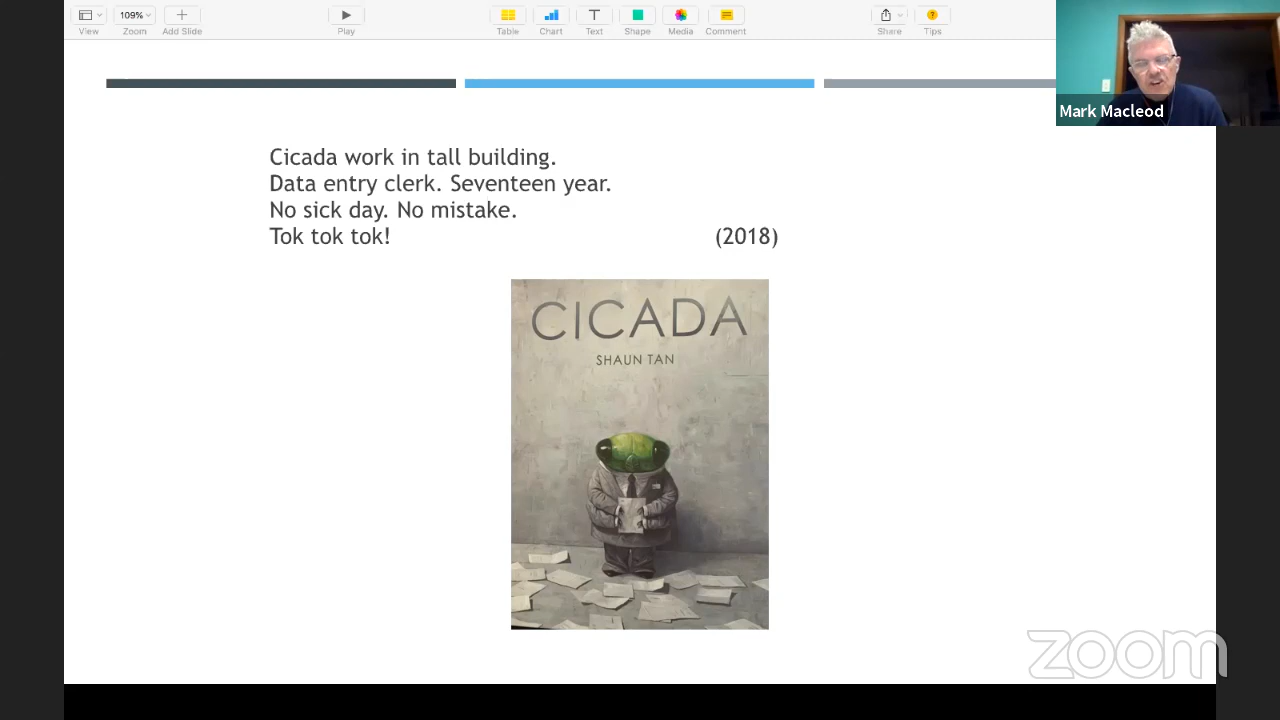 109%
View
Zoom
Add Slide
Play
Table
Chart
Text
Shape
Media
Comment
Share
Tips
Mark Macleod
Cicada work in tall building.
Data entry clerk. Seventeen year.
No sick day. No mistake.
Tok tok tok! (2018)
CICADA
SHAUN TAN
zoom